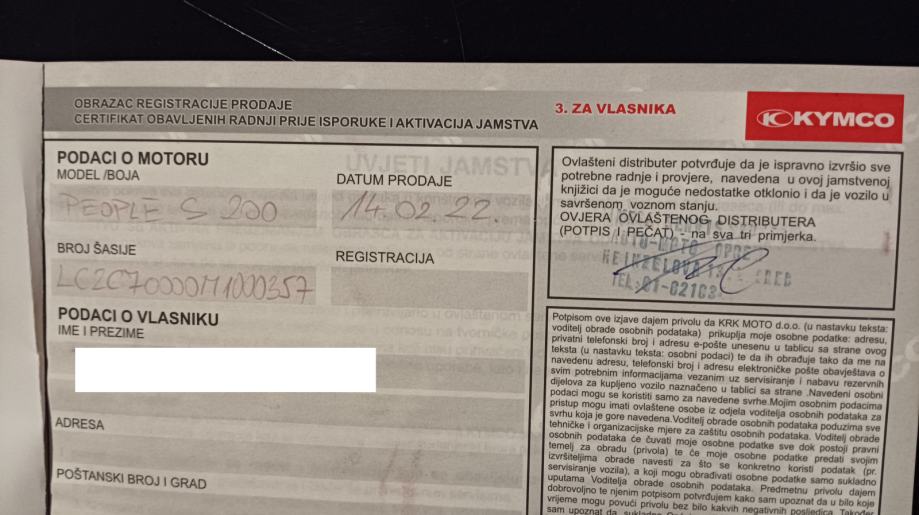 OBRAZAC REGISTRACIJE PRODAJE
CERTIFIKAT OBAVLJENIH RADNJI PRIJE ISPORUKE I AKTIVACIJA JAMSTVA
3. ZA VLASNIKA
KYMCO
PODACI O MOTORU
MODEL /BOJA
PEOPLE S 200
DATUM PRODAJE
14.02.22.
BROJ ŠASIJE
LC2C70000M1000357
REGISTRACIJA
PODACI O VLASNIKU
IME I PREZIME
ADRESA
POŠTANSKI BROJ I GRAD
Ovlašteni distributer potvrđuje da je ispravno izvršio sve
potrebne radnje i provjere, navedena u ovoj jamstvenoj
knjižici da je moguće nedostatke otklonio i da je vozilo u
savršenom voznom stanju.
OVJERA OVLAŠTENOG DISTRIBUTERA
(POTPIS I PEČAT) - na sva tri primjerka.
AUTO-MOTO
HEINZELOVA
TEL: 01-
Potpisom ove izjave dajem privolu da KRK MOTO d.o.o. (u nastavku teksta:
voditelj obrade osobnih podataka) prikuplja moje osobne podatke: adresu,
privatni telefonski broj i adresu e-pošte unesenu u tablicu sa strane ovog
teksta (u nastavku teksta: osobni podaci) te da ih obrađuje tako da me na
navedenu adresu, telefonski broj i adresu elektroničke pošte obavještava o
svim potrebnim informacijama vezanim uz servisiranje i nabavu rezervnih
dijelova za kupljeno vozilo naznačeno u tablici sa strane .Navedeni osobni
podaci mogu se koristiti samo za navedene svrhe.Mojim osobnim podacima
pristup mogu imati ovlaštene osobe iz odjela voditelja osobnih podataka za
svrhu koja je gore navedena.Voditelj obrade osobnih podataka poduzima sve
tehničke i organizacijske mjere za zaštitu osobnih podataka. Voditelj obrade
osobnih podataka će čuvati moje osobne podatke sve dok postoji pravni
temelj za obradu (privola) te će moje osobne podatke predati svojim
izvršiteljima obrade navesti za što se konkretno koristi podatak (pr.
servisiranje vozila), a koji mogu obrađivati osobne podatke samo sukladno
uputama Voditelja obrade osobnih podataka. Predmetnu privolu dajem
dobrovoljno te njenim potpisom potvrđujem kako sam upoznat da u bilo koje
vrijeme mogu povući privolu bez bilo kakvih negativnih posljedica. Također
sam upoznat da, sukladno